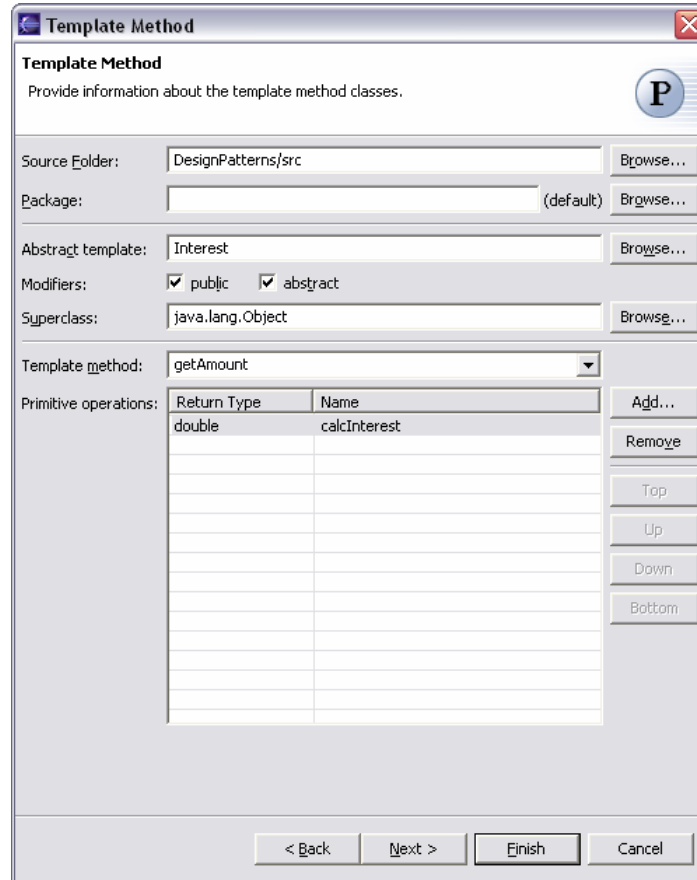 Template Method
Template Method
Provide information about the template method classes.
P
Source Folder: DesignPatterns/src Browse...
Package: (default) Browse...
Abstract template: Interest Browse...
Modifiers: public abstract
Superclass: java.lang.Object Browse...
Template method: getAmount
Primitive operations: Return Type Name Add...
double calcInterest
Remove
Top
Up
Down
Bottom
< Back Next > Finish Cancel